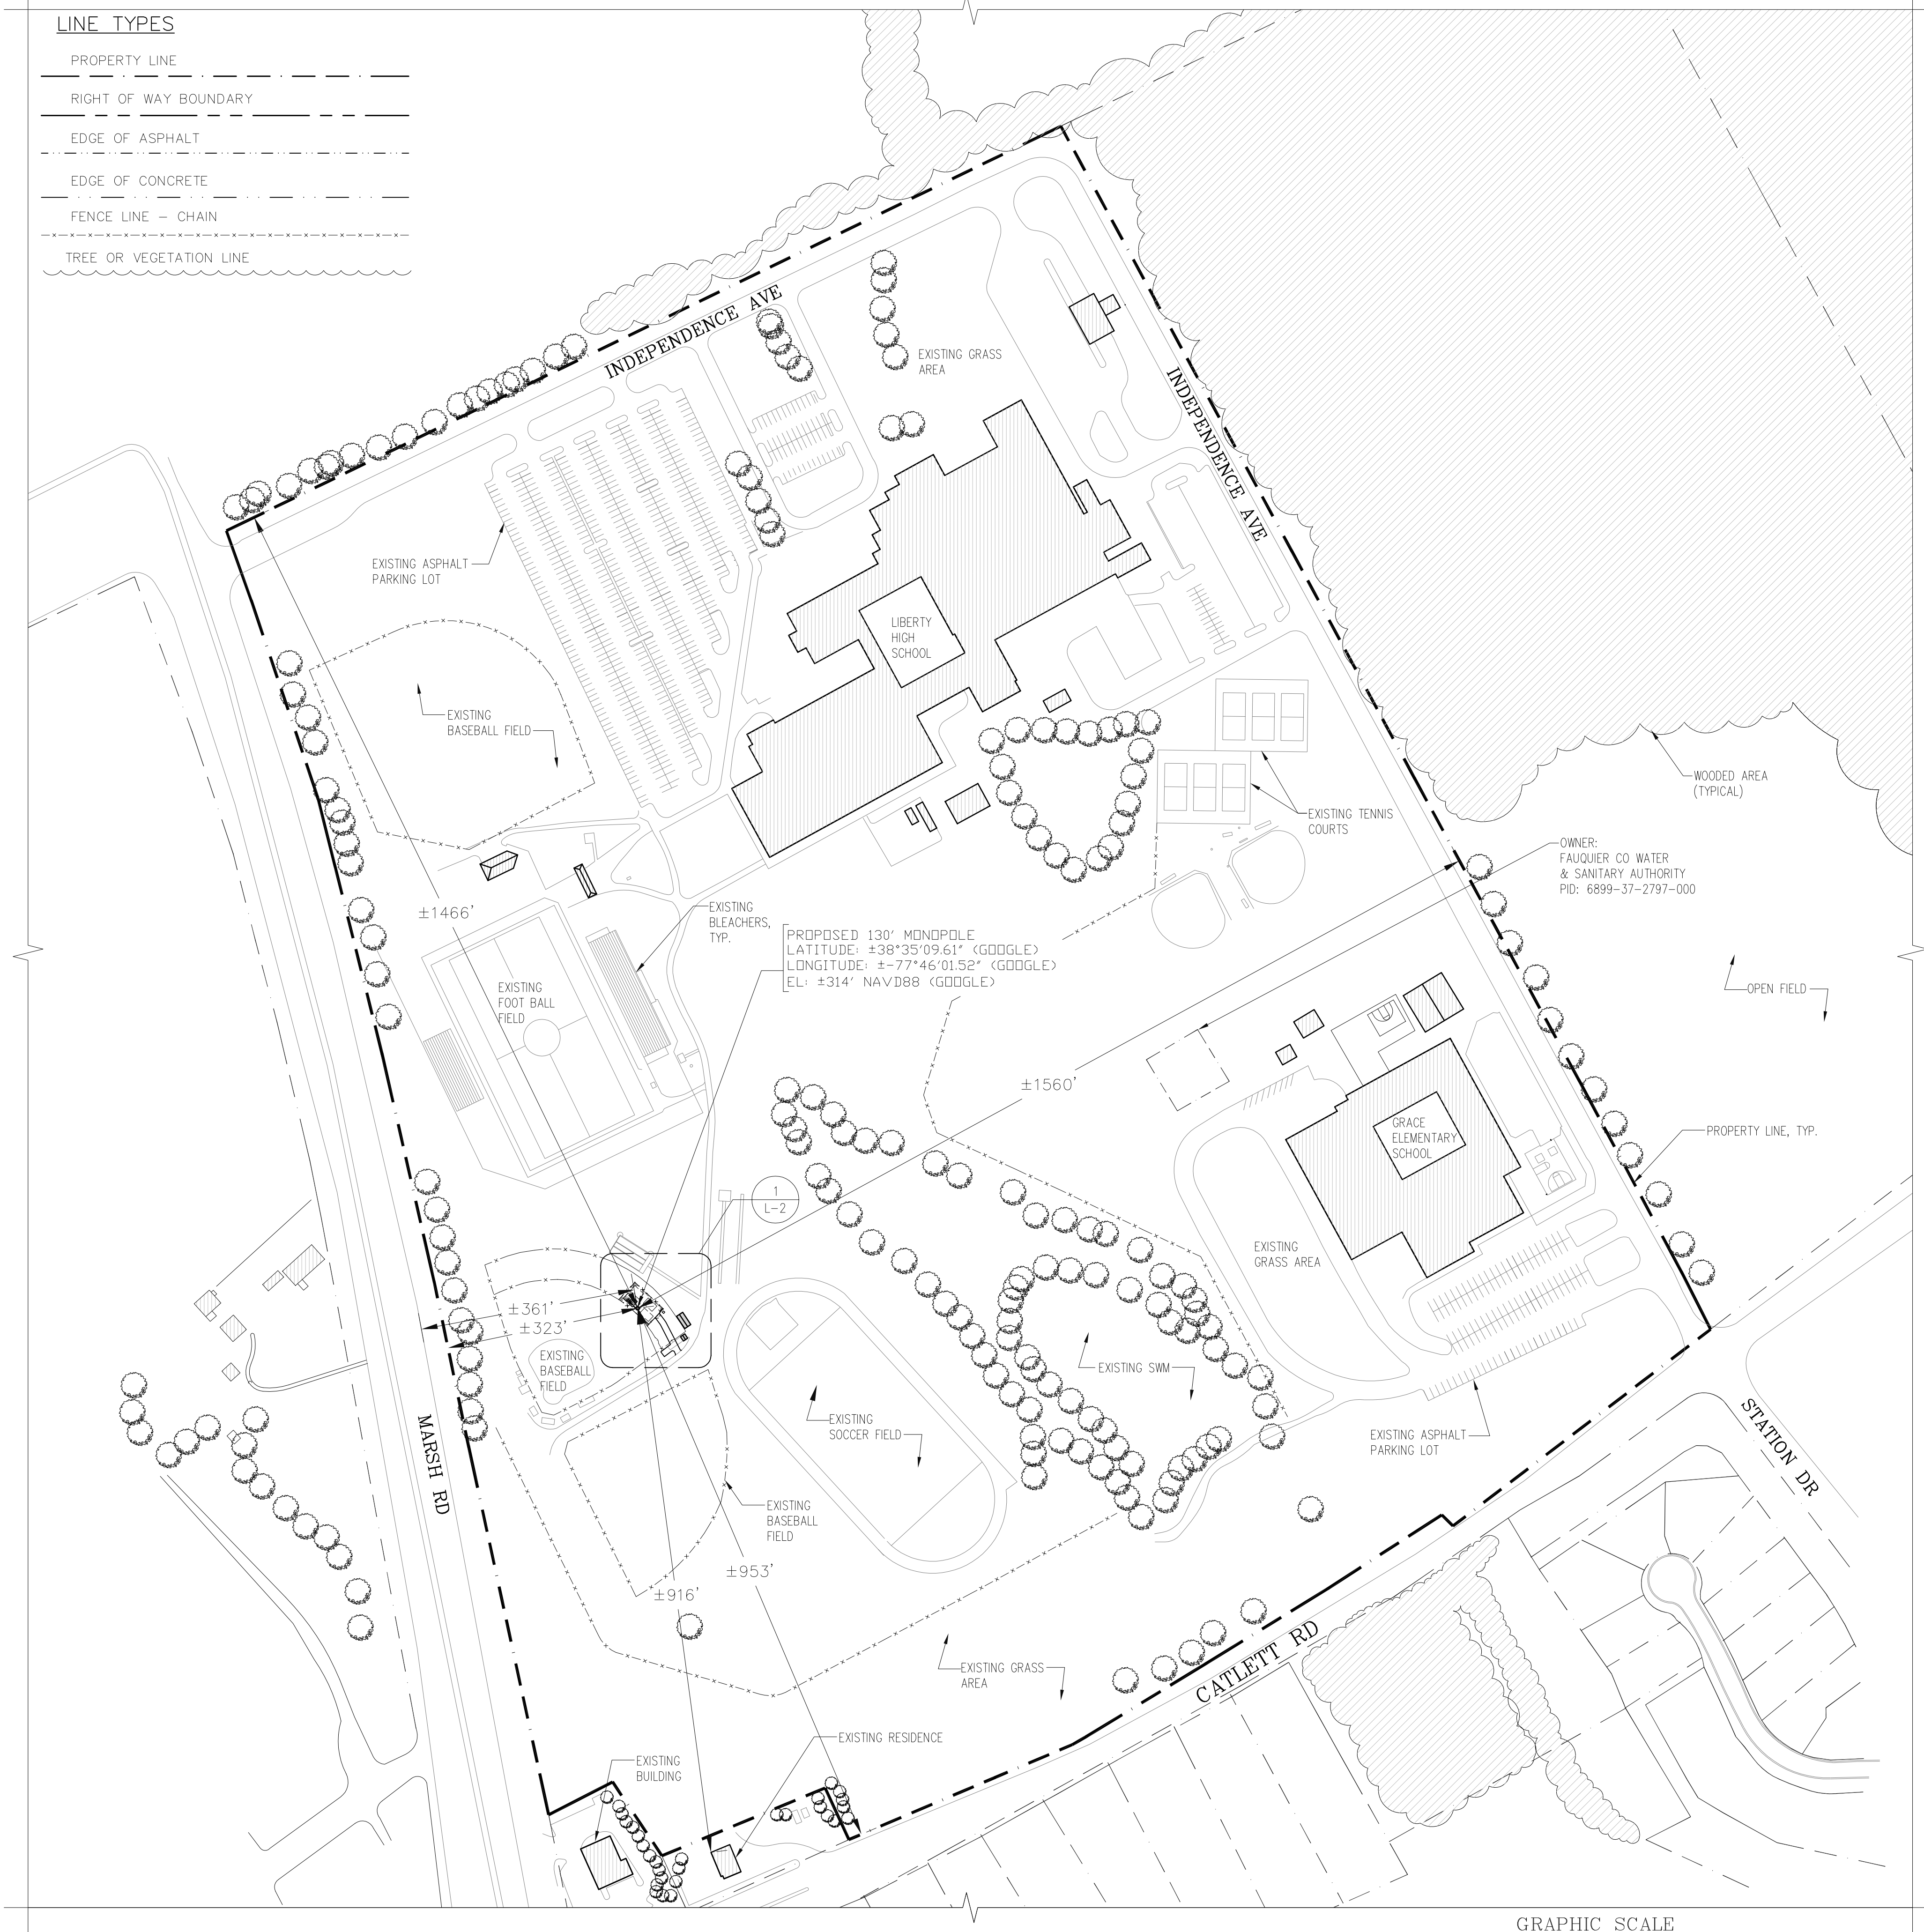 LINE TYPES
PROPERTY LINE
RIGHT OF WAY BOUNDARY
EDGE OF ASPHALT
EDGE OF CONCRETE
FENCE LINE – CHAIN
TREE OR VEGETATION LINE
INDEPENDENCE AVE
EXISTING GRASS
AREA
INDEPENDENCE AVE
EXISTING ASPHALT
PARKING LOT
LIBERTY
HIGH
SCHOOL
EXISTING
BASEBALL FIELD
WOODED AREA
(TYPICAL)
EXISTING TENNIS
COURTS
OWNER:
FAUQUIER CO WATER
& SANITARY AUTHORITY
PID: 6899-37-2797-000
±1466'
EXISTING
BLEACHERS,
TYP.
PROPOSED 130' MONOPOLE
LATITUDE: ±38°35'09.61" (GOOGLE)
LONGITUDE: ±-77°46'01.52" (GOOGLE)
EL: ±314' NAVD88 (GOOGLE)
EXISTING
FOOT BALL
FIELD
OPEN FIELD
±1560'
GRACE
ELEMENTARY
SCHOOL
PROPERTY LINE, TYP.
1
L-2
EXISTING
GRASS AREA
±361'
±323'
EXISTING
BASEBALL
FIELD
EXISTING SWM
MARSH RD
EXISTING
SOCCER FIELD
EXISTING ASPHALT
PARKING LOT
STATION DR
EXISTING
BASEBALL
FIELD
±953'
±916'
EXISTING GRASS
AREA
CATLETT RD
EXISTING RESIDENCE
EXISTING
BUILDING
GRAPHIC SCALE